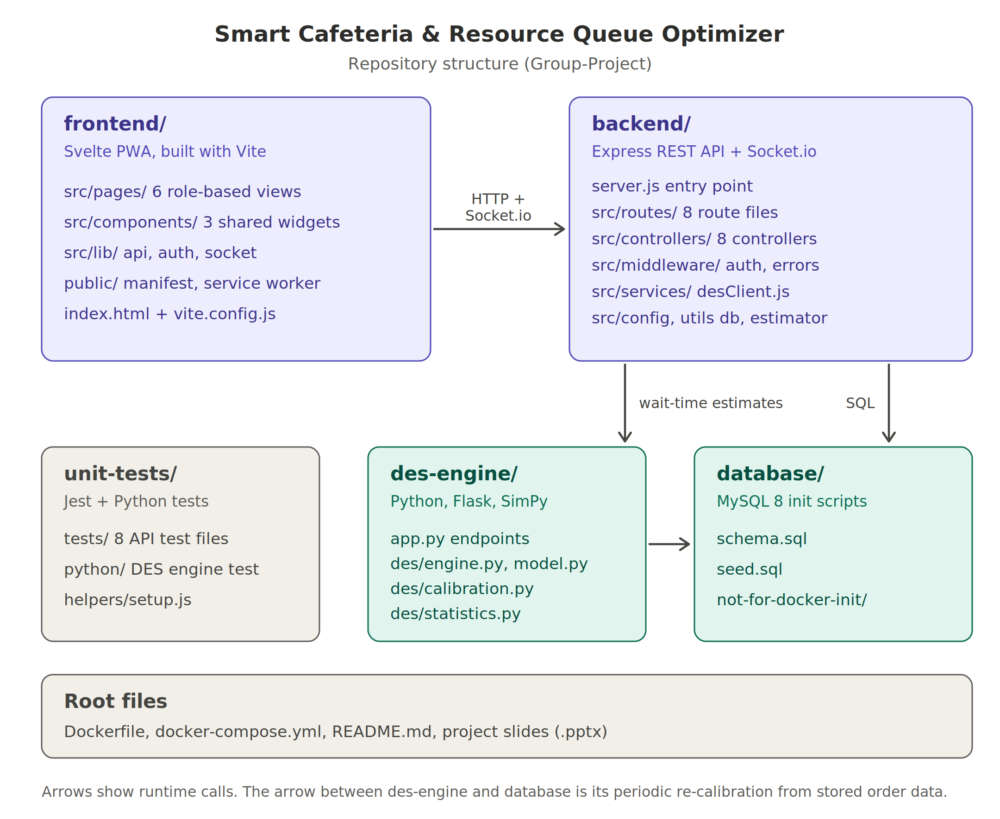 Smart Cafeteria & Resource Queue Optimizer
Repository structure (Group-Project)
frontend/
Svelte PWA, built with Vite
src/pages/ 6 role-based views
src/components/ 3 shared widgets
src/lib/ api, auth, socket
public/ manifest, service worker
index.html + vite.config.js
HTTP +
Socket.io
backend/
Express REST API + Socket.io
server.js entry point
src/routes/ 8 route files
src/controllers/ 8 controllers
src/middleware/ auth, errors
src/services/ desClient.js
src/config, utils db, estimator
wait-time estimates
SQL
unit-tests/
Jest + Python tests
tests/ 8 API test files
python/ DES engine test
helpers/setup.js
des-engine/
Python, Flask, SimPy
app.py endpoints
des/engine.py, model.py
des/calibration.py
des/statistics.py
database/
MySQL 8 init scripts
schema.sql
seed.sql
not-for-docker-init/
Root files
Dockerfile, docker-compose.yml, README.md, project slides (.pptx)
Arrows show runtime calls. The arrow between des-engine and database is its periodic re-calibration from stored order data.